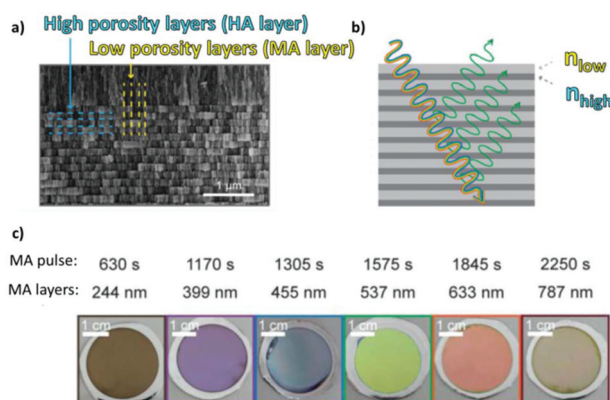 a)
High porosity layers (HA layer)
Low porosity layers (MA layer)
1 μm
b)
n_low
n_high
c)
MA pulse: 630 s 1170 s 1305 s 1575 s 1845 s 2250 s
MA layers: 244 nm 399 nm 455 nm 537 nm 633 nm 787 nm
1 cm 1 cm 1 cm 1 cm 1 cm 1 cm